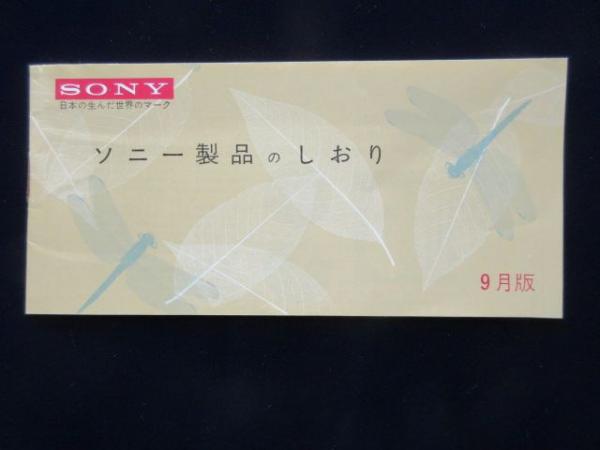 SONY
日本の生んだ世界のマーク
ソニー製品のしおり
9月版